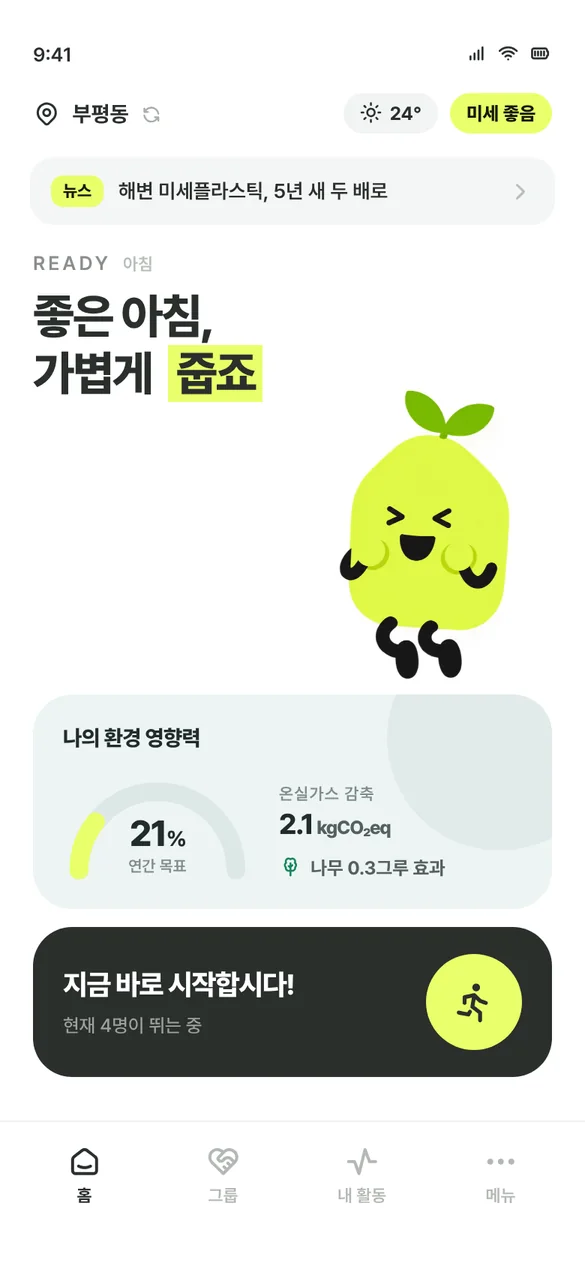 9:41
부평동
24°
미세 좋음
뉴스 해변 미세플라스틱, 5년 새 두 배로
READY 아침
좋은 아침,
가볍게 줍죠
나의 환경 영향력
21%
연간 목표
온실가스 감축
2.1 kgCO₂eq
나무 0.3그루 효과
지금 바로 시작합시다!
현재 4명이 뛰는 중
홈
그룹
내 활동
메뉴